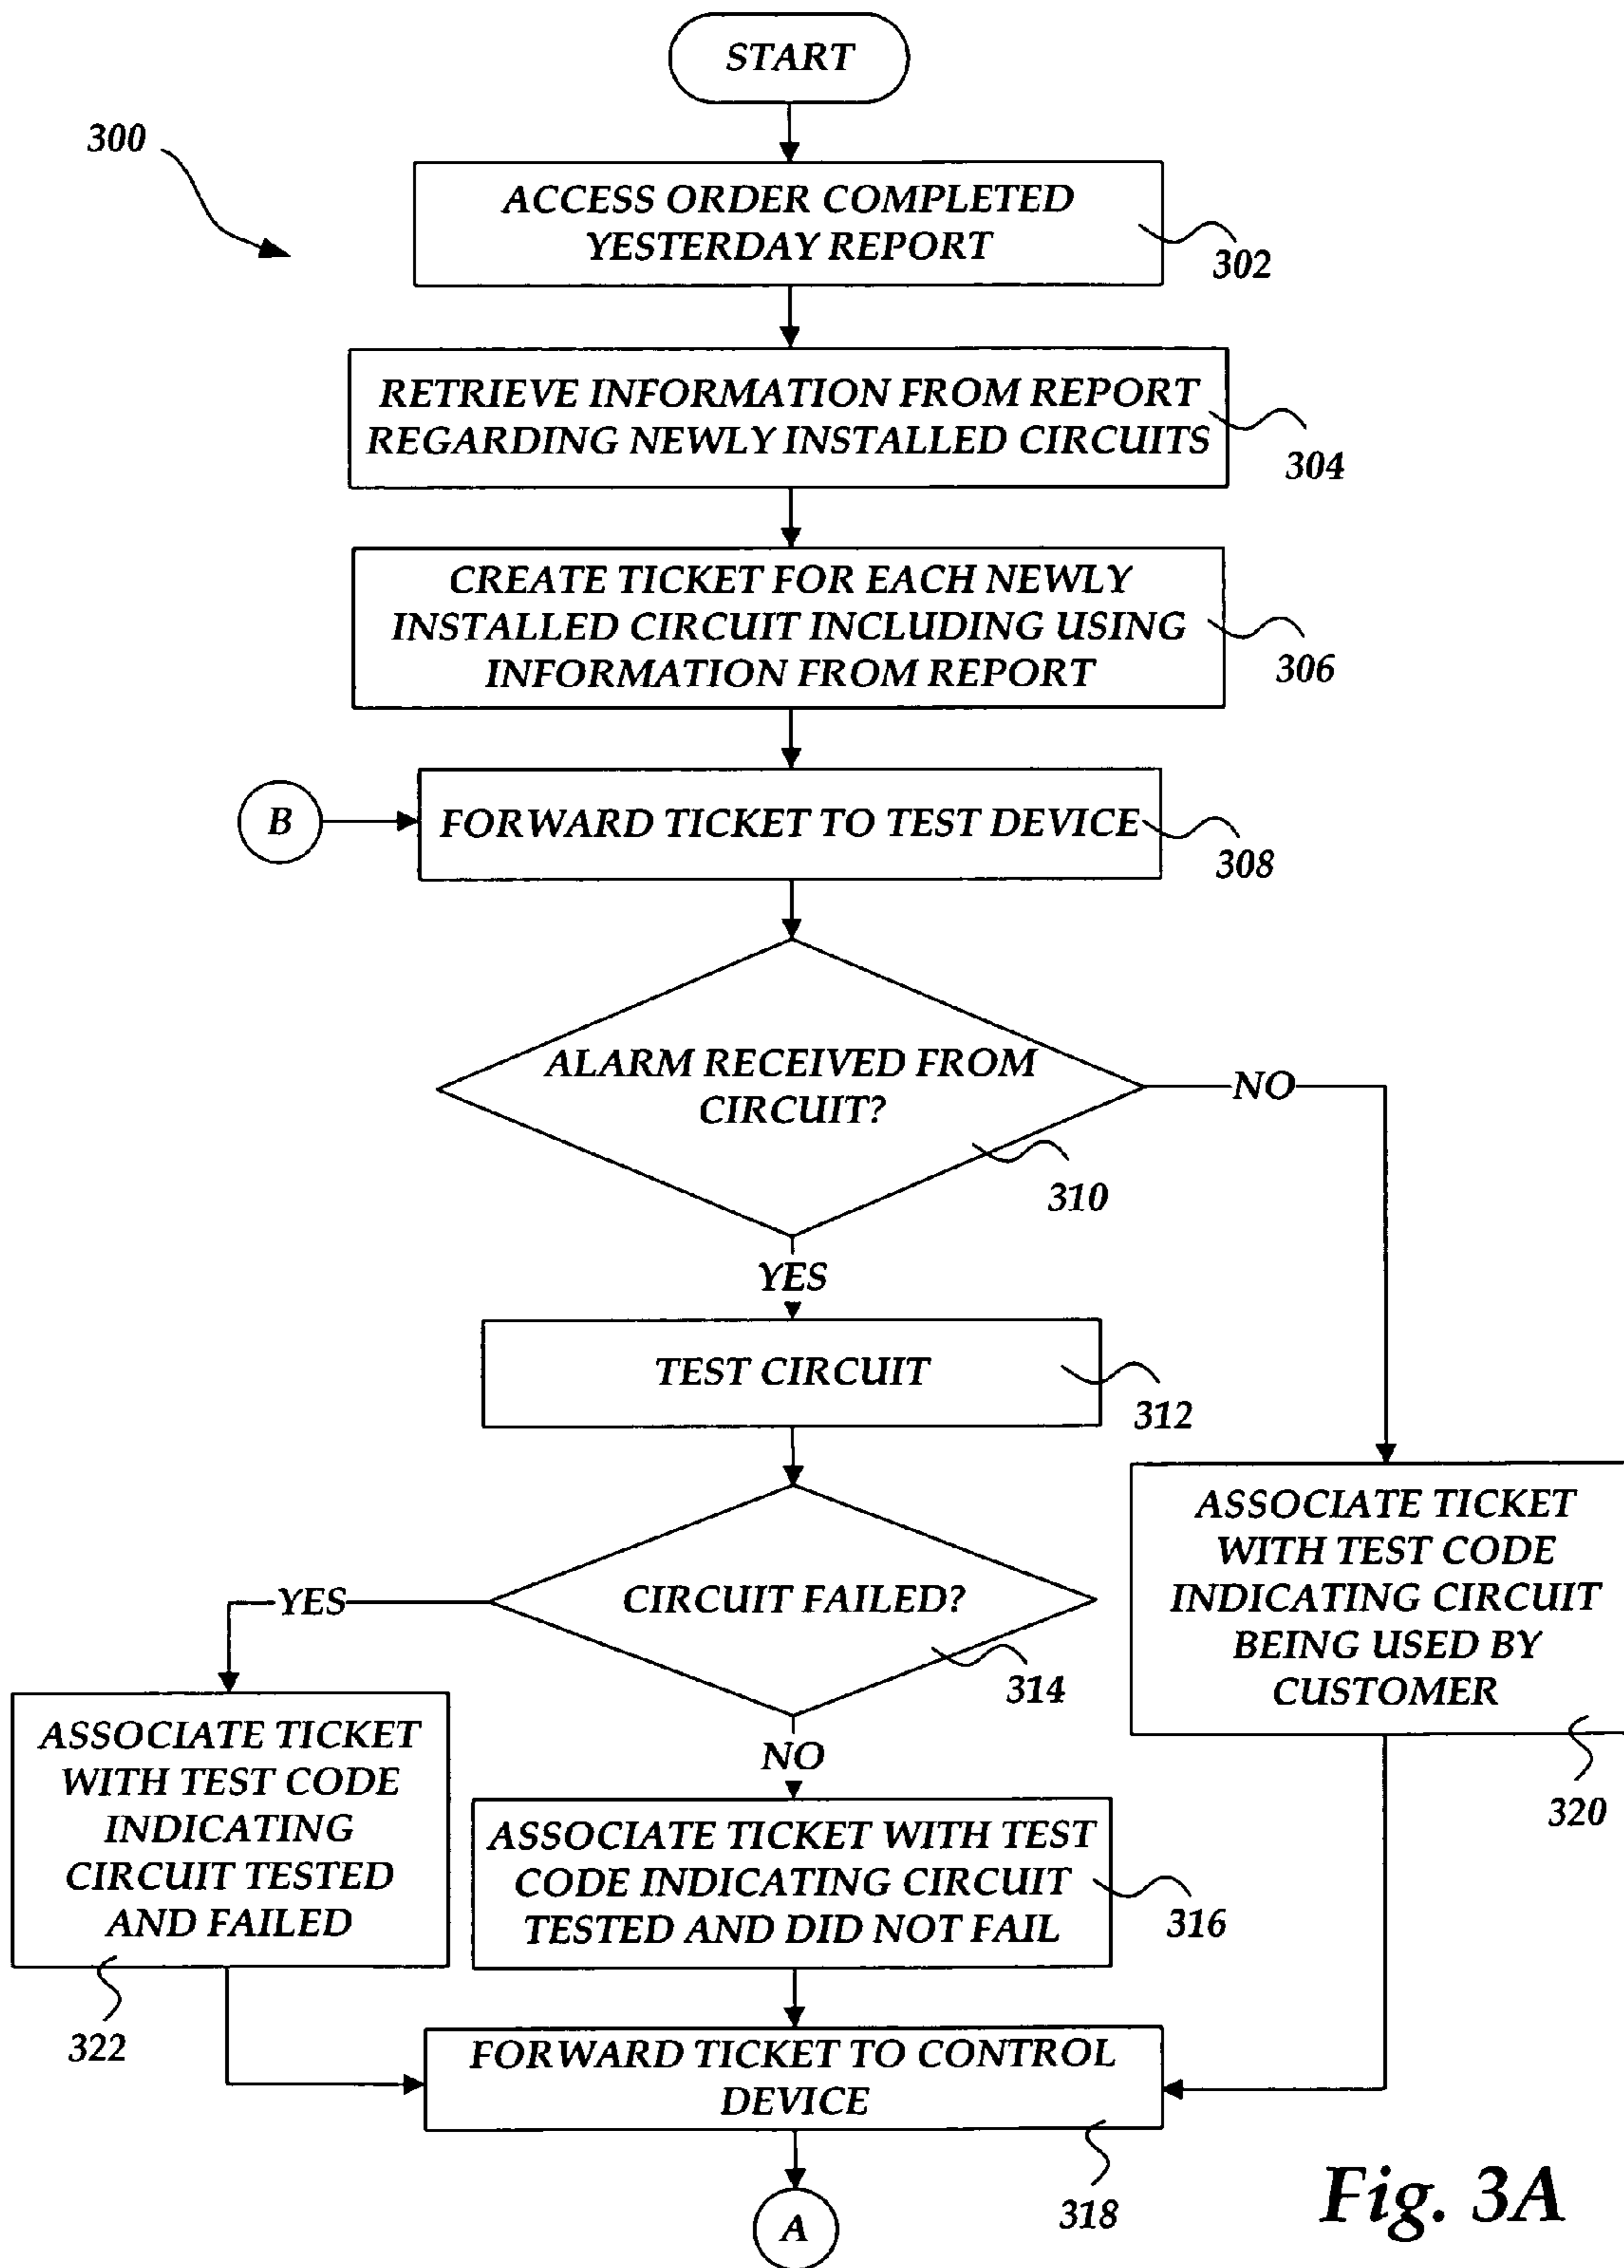 START
300
ACCESS ORDER COMPLETED
YESTERDAY REPORT
302
RETRIEVE INFORMATION FROM REPORT
REGARDING NEWLY INSTALLED CIRCUITS
304
CREATE TICKET FOR EACH NEWLY
INSTALLED CIRCUIT INCLUDING USING
INFORMATION FROM REPORT
306
B
FORWARD TICKET TO TEST DEVICE
308
ALARM RECEIVED FROM
CIRCUIT?
NO
310
YES
TEST CIRCUIT
312
ASSOCIATE TICKET
WITH TEST CODE
INDICATING CIRCUIT
BEING USED BY
CUSTOMER
320
CIRCUIT FAILED?
YES
314
NO
ASSOCIATE TICKET
WITH TEST CODE
INDICATING
CIRCUIT TESTED
AND FAILED
322
ASSOCIATE TICKET WITH TEST
CODE INDICATING CIRCUIT
TESTED AND DID NOT FAIL
316
FORWARD TICKET TO CONTROL
DEVICE
318
A
Fig. 3A